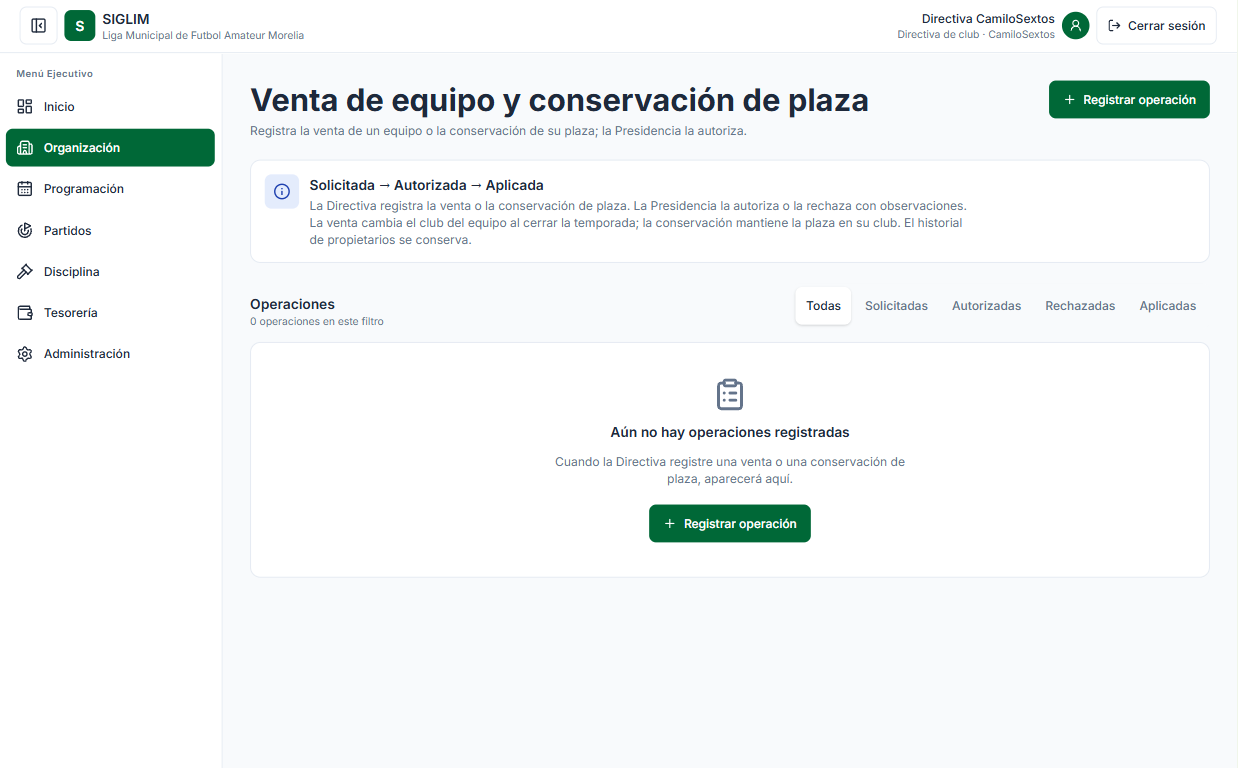 S
SIGLIM
Liga Municipal de Futbol Amateur Morelia
Directiva CamiloSextos
Directiva de club · CamiloSextos
Cerrar sesión
Menú Ejecutivo
Inicio
Organización
Programación
Partidos
Disciplina
Tesorería
Administración
Venta de equipo y conservación de plaza
Registra la venta de un equipo o la conservación de su plaza; la Presidencia la autoriza.
+ Registrar operación
Solicitada → Autorizada → Aplicada
La Directiva registra la venta o la conservación de plaza. La Presidencia la autoriza o la rechaza con observaciones.
La venta cambia el club del equipo al cerrar la temporada; la conservación mantiene la plaza en su club. El historial
de propietarios se conserva.
Operaciones
0 operaciones en este filtro
Todas Solicitadas Autorizadas Rechazadas Aplicadas
Aún no hay operaciones registradas
Cuando la Directiva registre una venta o una conservación de
plaza, aparecerá aquí.
+ Registrar operación